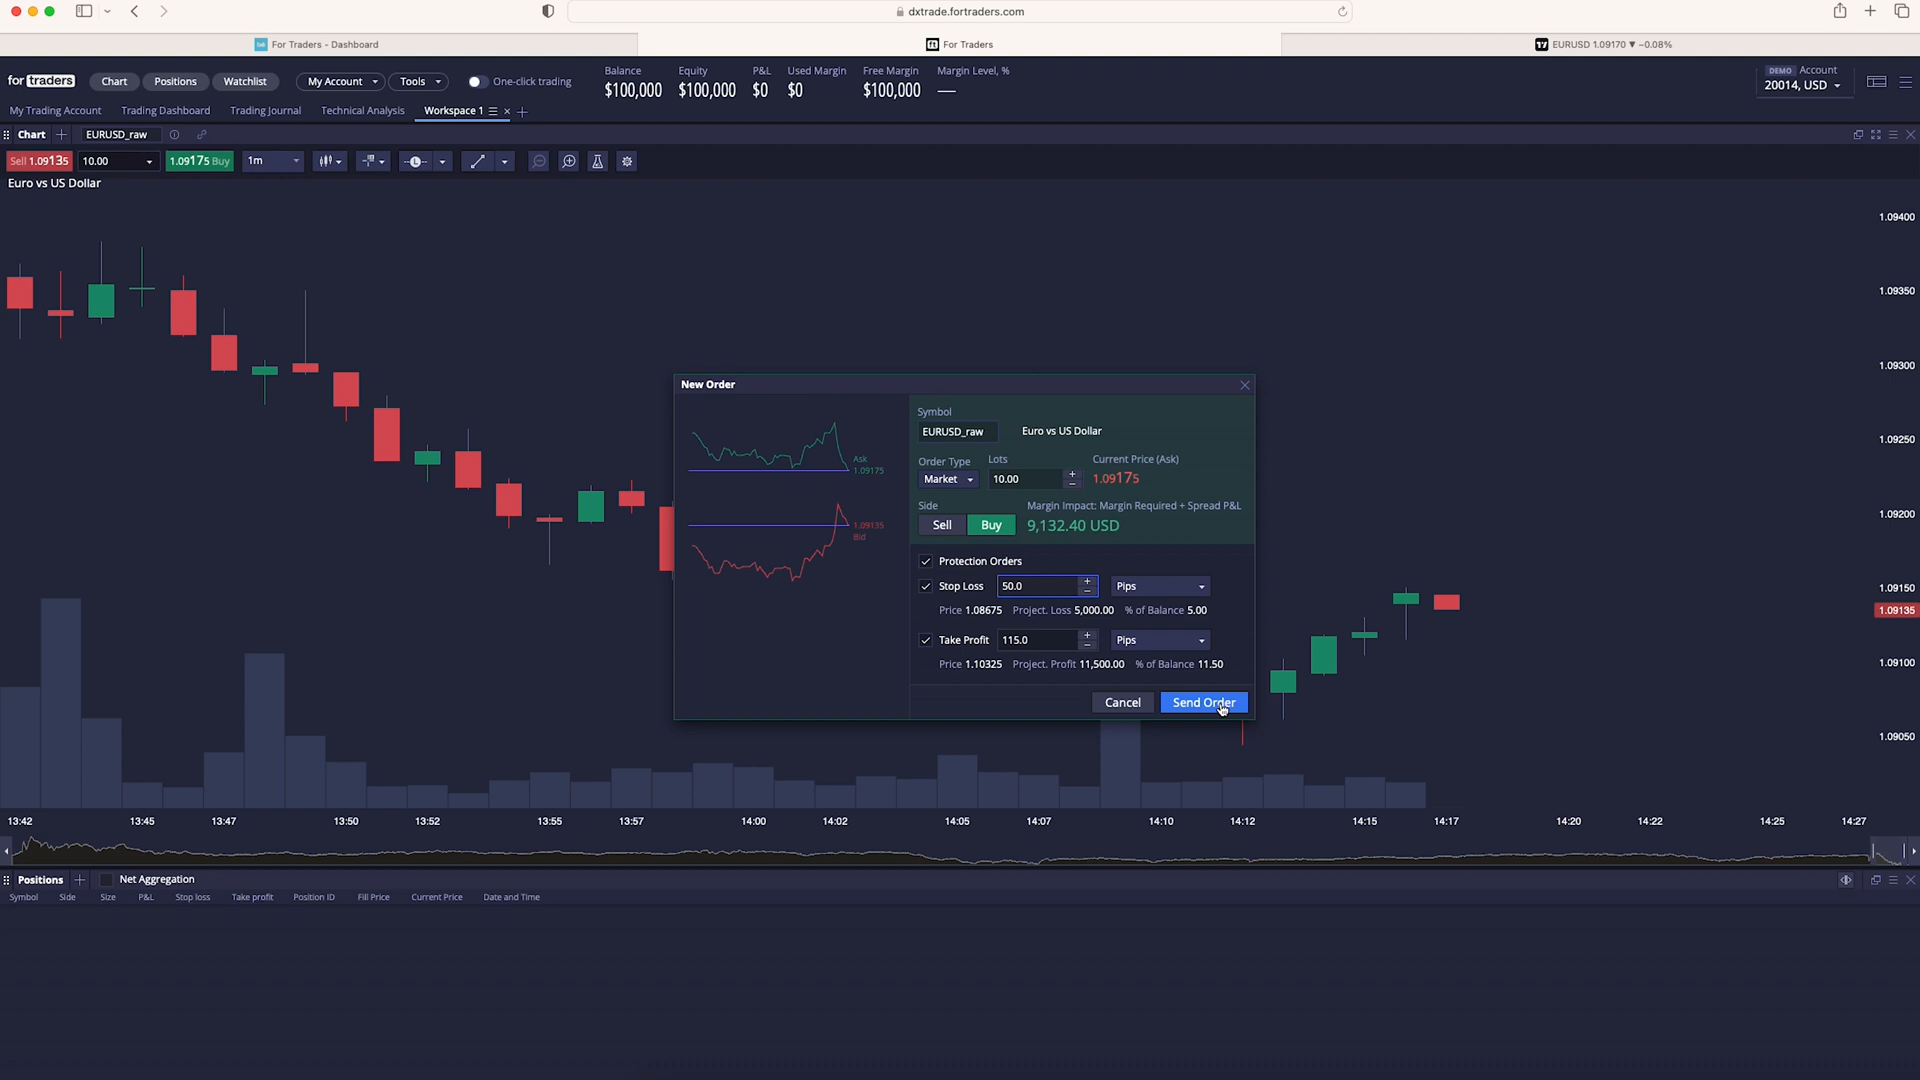 dxtrade.fortraders.com
For Traders - Dashboard
For Traders
EURUSD 1.09170 ▼ −0.08%
for traders
Chart
Positions
Watchlist
My Account
Tools
One-click trading
Balance
$100,000
Equity
$100,000
P&L
$0
Used Margin
$0
Free Margin
$100,000
Margin Level, %
—
DEMO Account
20014, USD
My Trading Account
Trading Dashboard
Trading Journal
Technical Analysis
Workspace 1
Chart
EURUSD_raw
Sell 1.09135
10.00
1.09175 Buy
1m
Euro vs US Dollar
1.09400
1.09350
1.09300
1.09250
1.09200
1.09150
1.09135
1.09100
1.09050
New Order
Ask
1.09175
1.09135
Bid
Symbol
EURUSD_raw
Euro vs US Dollar
Order Type
Lots
Current Price (Ask)
Market
10.00
1.09175
Side
Margin Impact: Margin Required + Spread P&L
Sell
Buy
9,132.40 USD
Protection Orders
Stop Loss
50.0
Pips
Price 1.08675 Project. Loss 5,000.00 % of Balance 5.00
Take Profit
115.0
Pips
Price 1.10325 Project. Profit 11,500.00 % of Balance 11.50
Cancel
Send Order
13:42
13:45
13:47
13:50
13:52
13:55
13:57
14:00
14:02
14:05
14:07
14:10
14:12
14:15
14:17
14:20
14:22
14:25
14:27
Positions
Net Aggregation
Symbol
Side
Size
P&L
Stop loss
Take profit
Position ID
Fill Price
Current Price
Date and Time